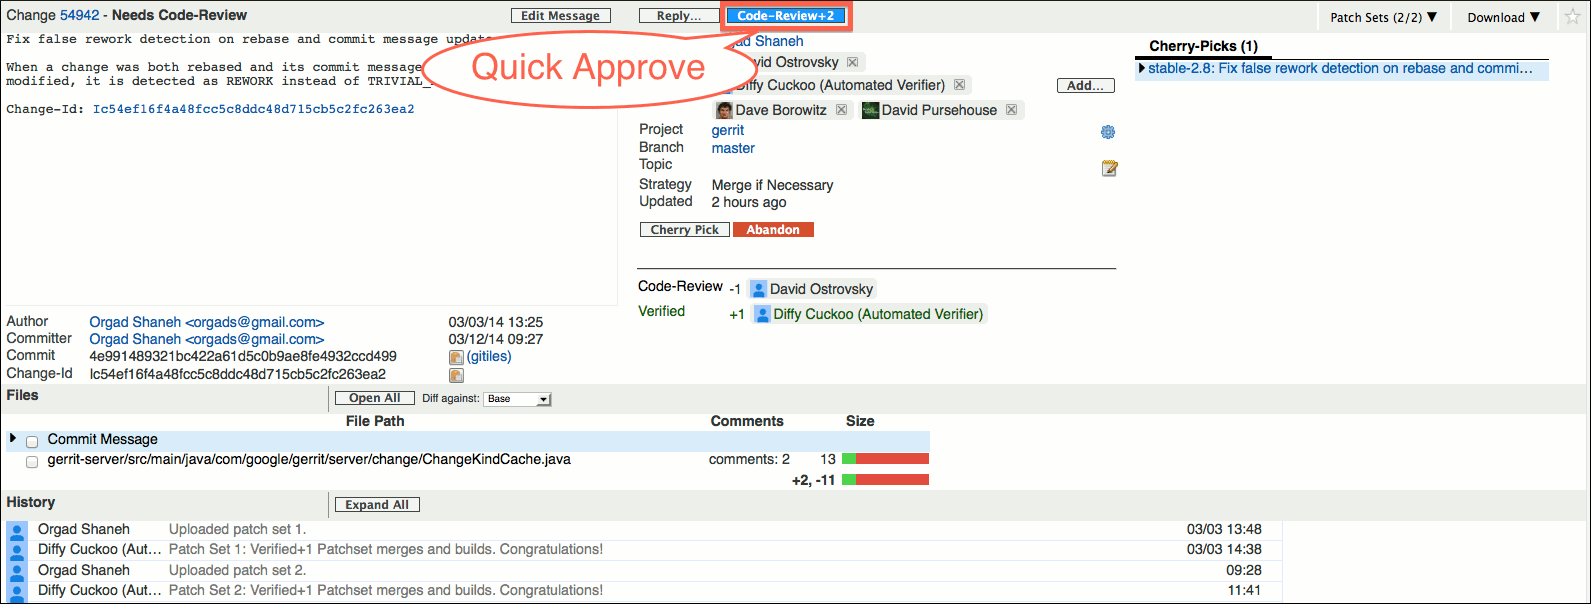 Change 54942 - Needs Code-Review Edit Message Reply... Code-Review+2 Patch Sets (2/2) ▼ Download ▼
Fix false rework detection on rebase and commit message update
When a change was both rebased and its commit message
modified, it is detected as REWORK instead of TRIVIAL_
Change-Id: Ic54ef16f4a48fcc5c8ddc48d715cb5c2fc263ea2
Quick Approve
Shaneh
Ostrovsky
Diffy Cuckoo (Automated Verifier)
Add...
Dave Borowitz David Pursehouse
Project gerrit
Branch master
Topic
Strategy Merge if Necessary
Updated 2 hours ago
Cherry Pick Abandon
Code-Review -1 David Ostrovsky
Verified +1 Diffy Cuckoo (Automated Verifier)
Cherry-Picks (1)
stable-2.8: Fix false rework detection on rebase and commi...
Author Orgad Shaneh <orgads@gmail.com> 03/03/14 13:25
Committer Orgad Shaneh <orgads@gmail.com> 03/12/14 09:27
Commit 4e991489321bc422a61d5c0b9ae8fe4932ccd499 (gitiles)
Change-Id Ic54ef16f4a48fcc5c8ddc48d715cb5c2fc263ea2
Files Open All Diff against: Base
File Path Comments Size
Commit Message
gerrit-server/src/main/java/com/google/gerrit/server/change/ChangeKindCache.java comments: 2 13
+2, -11
History Expand All
Orgad Shaneh Uploaded patch set 1. 03/03 13:48
Diffy Cuckoo (Aut... Patch Set 1: Verified+1 Patchset merges and builds. Congratulations! 03/03 14:38
Orgad Shaneh Uploaded patch set 2. 09:28
Diffy Cuckoo (Aut... Patch Set 2: Verified+1 Patchset merges and builds. Congratulations! 11:41